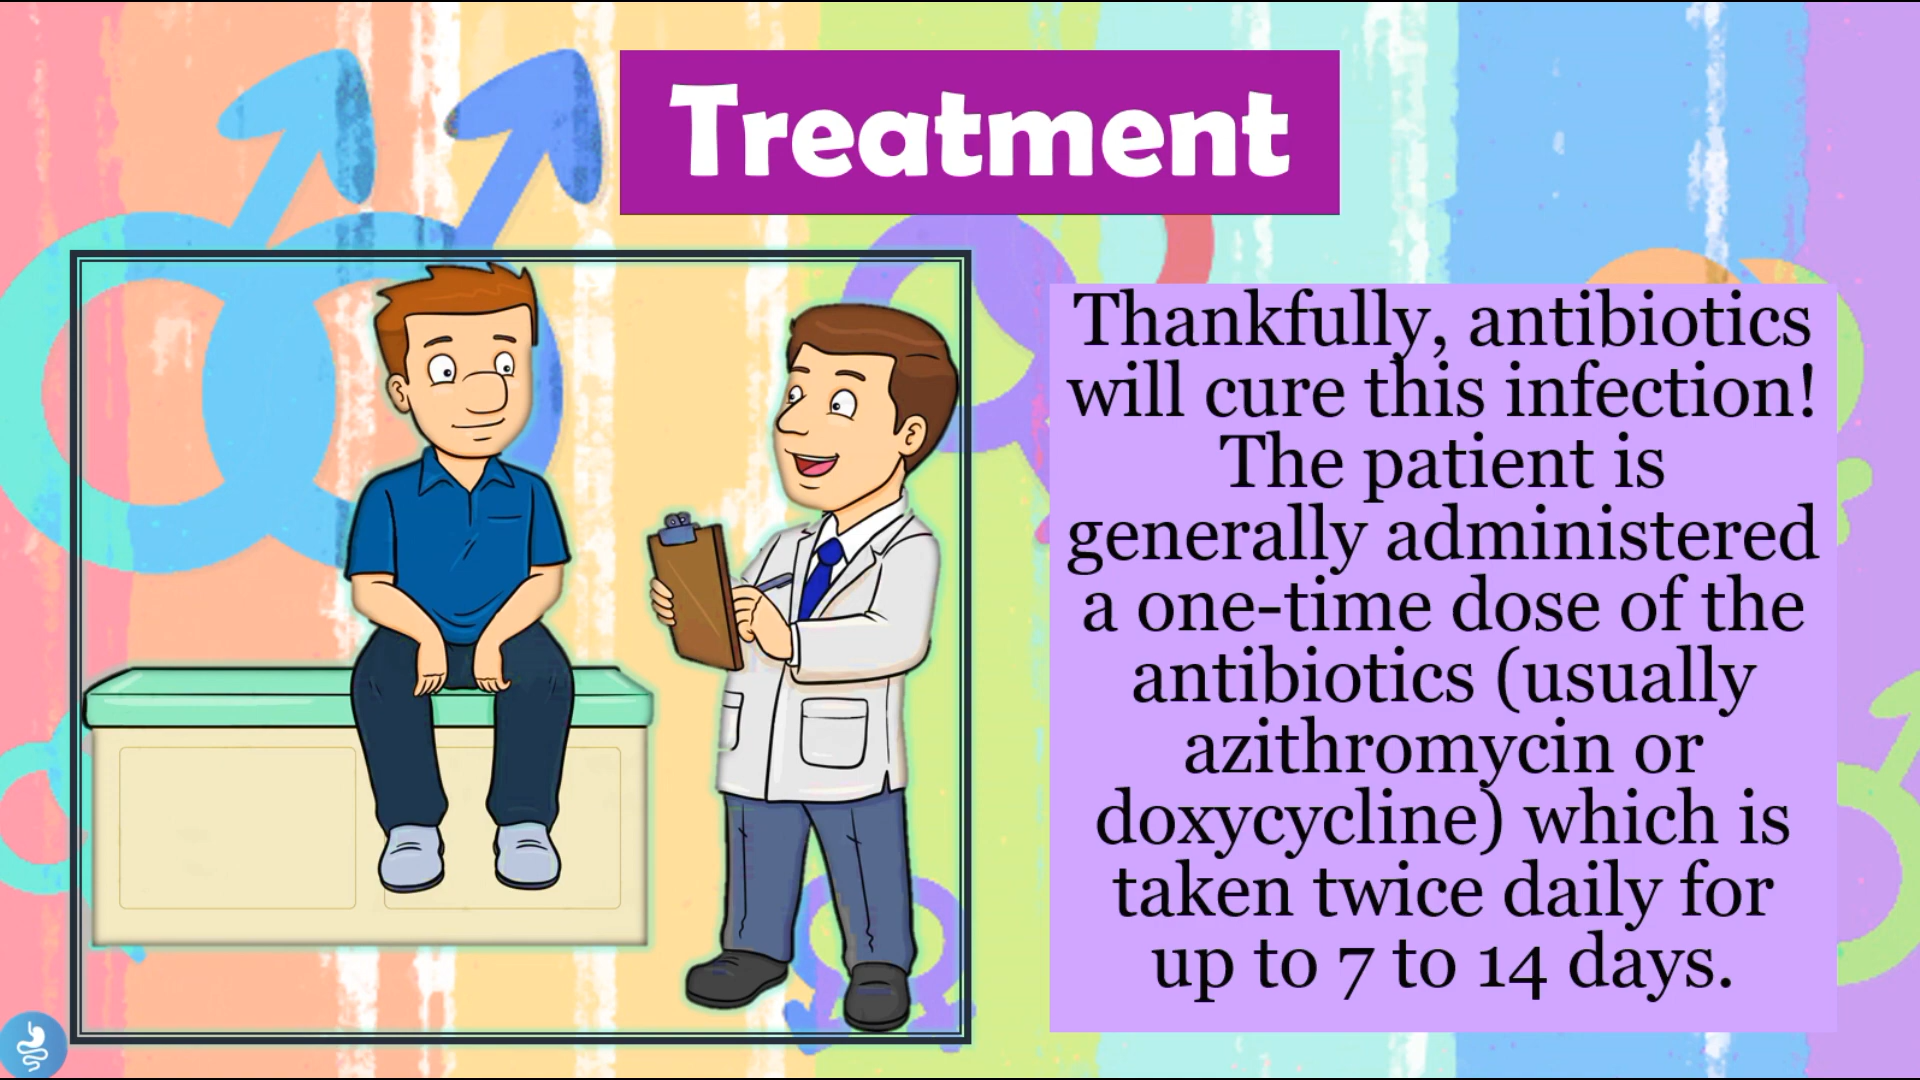 Treatment
Thankfully, antibiotics
will cure this infection!
The patient is
generally administered
a one-time dose of the
antibiotics (usually
azithromycin or
doxycycline) which is
taken twice daily for
up to 7 to 14 days.